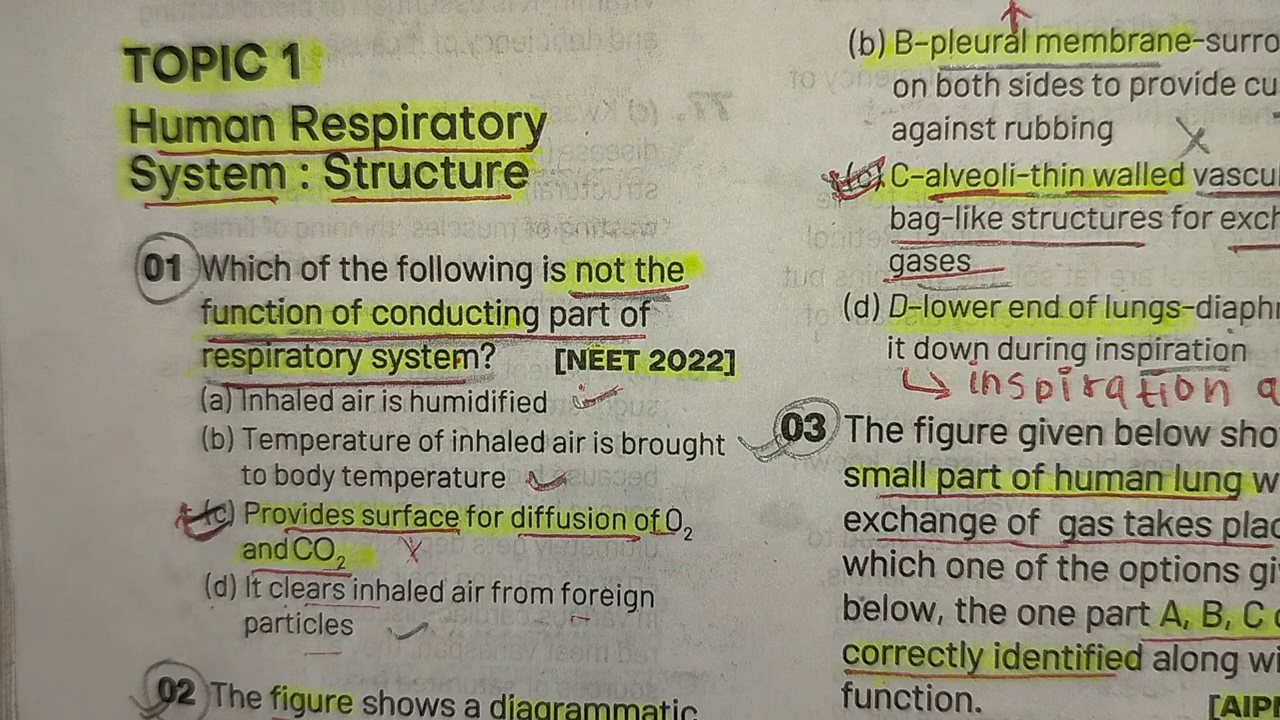 TOPIC 1
Human Respiratory
System : Structure
01 Which of the following is not the
function of conducting part of
respiratory system? [NEET 2022]
(a) Inhaled air is humidified
(b) Temperature of inhaled air is brought
to body temperature
(c) Provides surface for diffusion of O₂
and CO₂
(d) It clears inhaled air from foreign
particles
02 The figure shows a diagrammatic
(b) B-pleural membrane-surro
on both sides to provide cu
against rubbing
(c) C-alveoli-thin walled vascu
bag-like structures for exch
gases
(d) D-lower end of lungs-diaphr
it down during inspiration
↳ inspiration a
03 The figure given below sho
small part of human lung w
exchange of gas takes plac
which one of the options gi
below, the one part A, B, C
correctly identified along wi
function. [AIP